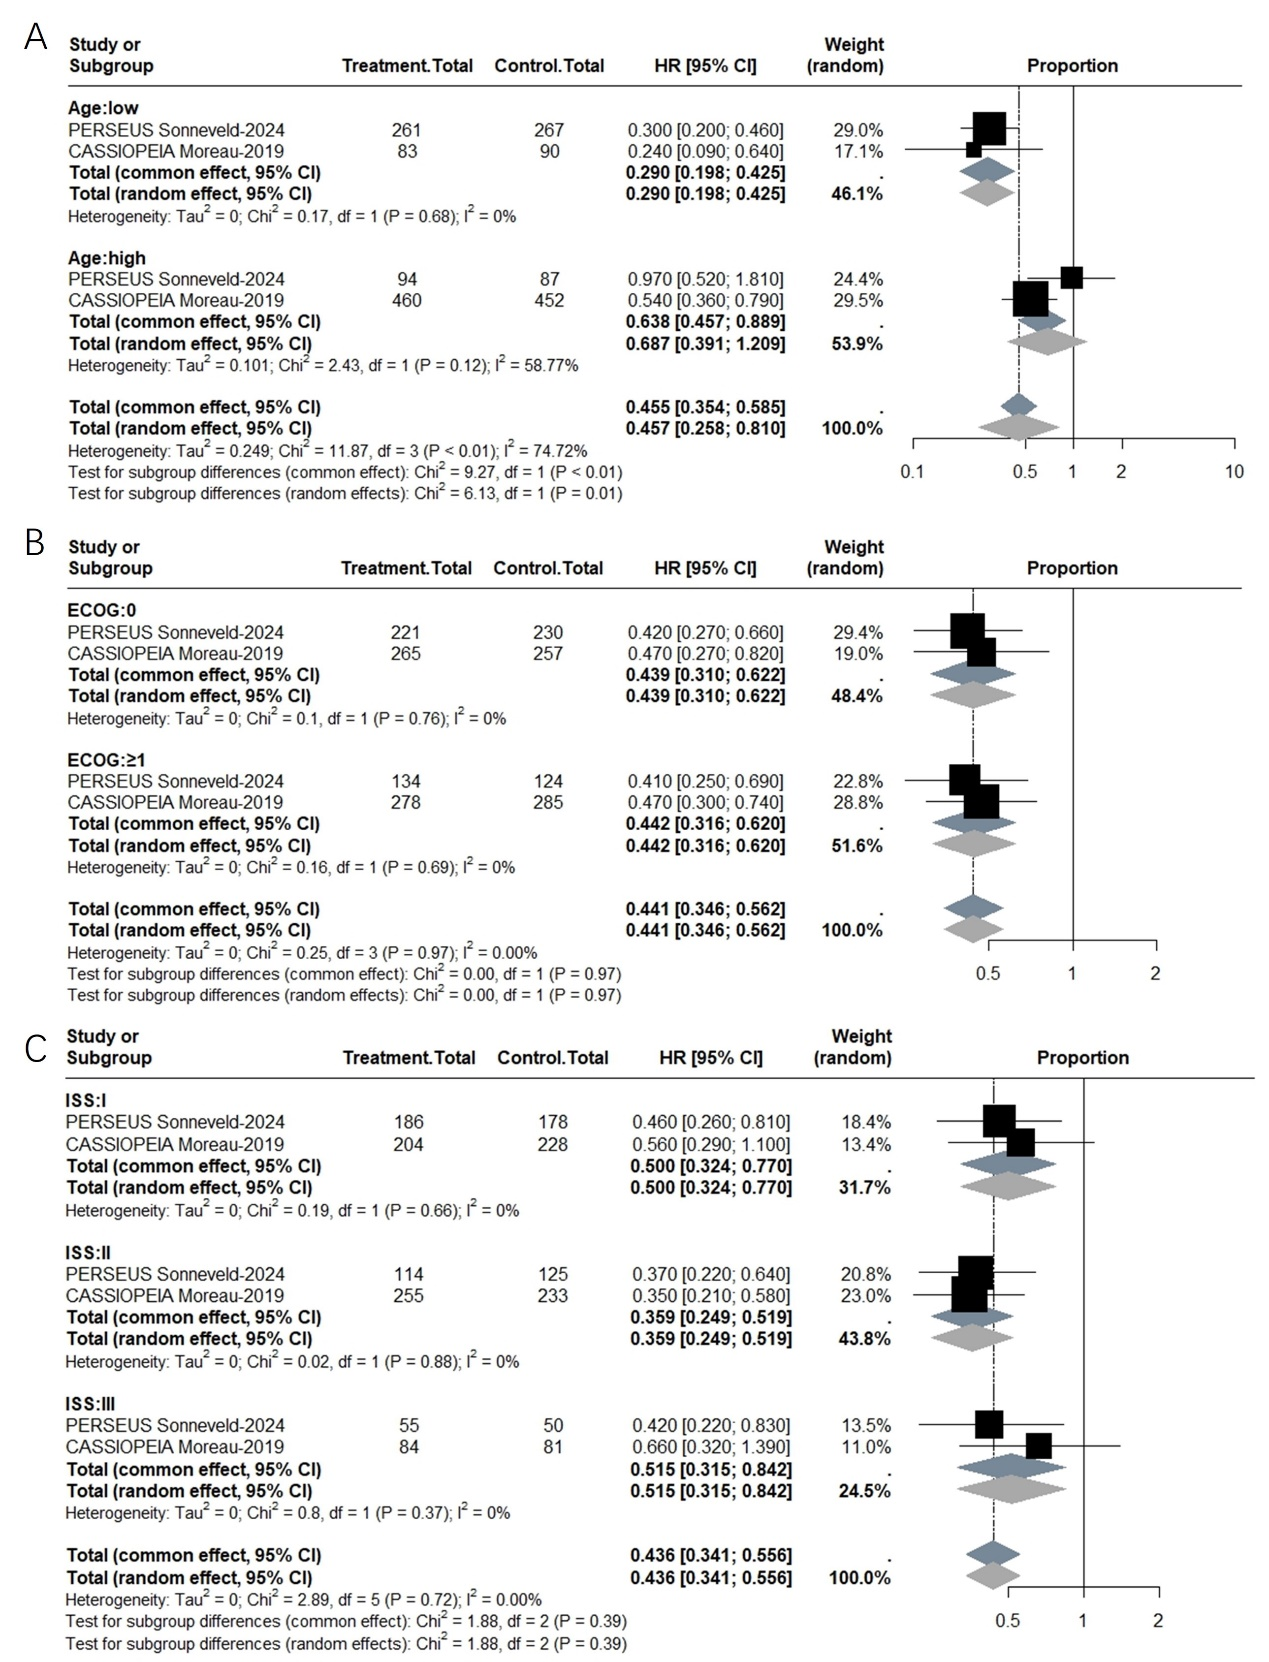 A
Study or Subgroup Treatment.Total Control.Total HR [95% CI] Weight (random) Proportion
Age:low
PERSEUS Sonneveld-2024 261 267 0.300 [0.200; 0.460] 29.0%
CASSIOPEIA Moreau-2019 83 90 0.240 [0.090; 0.640] 17.1%
Total (common effect, 95% CI) 0.290 [0.198; 0.425] .
Total (random effect, 95% CI) 0.290 [0.198; 0.425] 46.1%
Heterogeneity: Tau² = 0; Chi² = 0.17, df = 1 (P = 0.68); I² = 0%
Age:high
PERSEUS Sonneveld-2024 94 87 0.970 [0.520; 1.810] 24.4%
CASSIOPEIA Moreau-2019 460 452 0.540 [0.360; 0.790] 29.5%
Total (common effect, 95% CI) 0.638 [0.457; 0.889] .
Total (random effect, 95% CI) 0.687 [0.391; 1.209] 53.9%
Heterogeneity: Tau² = 0.101; Chi² = 2.43, df = 1 (P = 0.12); I² = 58.77%
Total (common effect, 95% CI) 0.455 [0.354; 0.585] .
Total (random effect, 95% CI) 0.457 [0.258; 0.810] 100.0%
Heterogeneity: Tau² = 0.249; Chi² = 11.87, df = 3 (P < 0.01); I² = 74.72%
Test for subgroup differences (common effect): Chi² = 9.27, df = 1 (P < 0.01)
Test for subgroup differences (random effects): Chi² = 6.13, df = 1 (P = 0.01)
0.1 0.5 1 2 10
B
Study or Subgroup Treatment.Total Control.Total HR [95% CI] Weight (random) Proportion
ECOG:0
PERSEUS Sonneveld-2024 221 230 0.420 [0.270; 0.660] 29.4%
CASSIOPEIA Moreau-2019 265 257 0.470 [0.270; 0.820] 19.0%
Total (common effect, 95% CI) 0.439 [0.310; 0.622] .
Total (random effect, 95% CI) 0.439 [0.310; 0.622] 48.4%
Heterogeneity: Tau² = 0; Chi² = 0.1, df = 1 (P = 0.76); I² = 0%
ECOG:≥1
PERSEUS Sonneveld-2024 134 124 0.410 [0.250; 0.690] 22.8%
CASSIOPEIA Moreau-2019 278 285 0.470 [0.300; 0.740] 28.8%
Total (common effect, 95% CI) 0.442 [0.316; 0.620] .
Total (random effect, 95% CI) 0.442 [0.316; 0.620] 51.6%
Heterogeneity: Tau² = 0; Chi² = 0.16, df = 1 (P = 0.69); I² = 0%
Total (common effect, 95% CI) 0.441 [0.346; 0.562] .
Total (random effect, 95% CI) 0.441 [0.346; 0.562] 100.0%
Heterogeneity: Tau² = 0; Chi² = 0.25, df = 3 (P = 0.97); I² = 0.00%
Test for subgroup differences (common effect): Chi² = 0.00, df = 1 (P = 0.97)
Test for subgroup differences (random effects): Chi² = 0.00, df = 1 (P = 0.97)
0.5 1 2
C
Study or Subgroup Treatment.Total Control.Total HR [95% CI] Weight (random) Proportion
ISS:I
PERSEUS Sonneveld-2024 186 178 0.460 [0.260; 0.810] 18.4%
CASSIOPEIA Moreau-2019 204 228 0.560 [0.290; 1.100] 13.4%
Total (common effect, 95% CI) 0.500 [0.324; 0.770] .
Total (random effect, 95% CI) 0.500 [0.324; 0.770] 31.7%
Heterogeneity: Tau² = 0; Chi² = 0.19, df = 1 (P = 0.66); I² = 0%
ISS:II
PERSEUS Sonneveld-2024 114 125 0.370 [0.220; 0.640] 20.8%
CASSIOPEIA Moreau-2019 255 233 0.350 [0.210; 0.580] 23.0%
Total (common effect, 95% CI) 0.359 [0.249; 0.519] .
Total (random effect, 95% CI) 0.359 [0.249; 0.519] 43.8%
Heterogeneity: Tau² = 0; Chi² = 0.02, df = 1 (P = 0.88); I² = 0%
ISS:III
PERSEUS Sonneveld-2024 55 50 0.420 [0.220; 0.830] 13.5%
CASSIOPEIA Moreau-2019 84 81 0.660 [0.320; 1.390] 11.0%
Total (common effect, 95% CI) 0.515 [0.315; 0.842] .
Total (random effect, 95% CI) 0.515 [0.315; 0.842] 24.5%
Heterogeneity: Tau² = 0; Chi² = 0.8, df = 1 (P = 0.37); I² = 0%
Total (common effect, 95% CI) 0.436 [0.341; 0.556] .
Total (random effect, 95% CI) 0.436 [0.341; 0.556] 100.0%
Heterogeneity: Tau² = 0; Chi² = 2.89, df = 5 (P = 0.72); I² = 0.00%
Test for subgroup differences (common effect): Chi² = 1.88, df = 2 (P = 0.39)
Test for subgroup differences (random effects): Chi² = 1.88, df = 2 (P = 0.39)
0.5 1 2